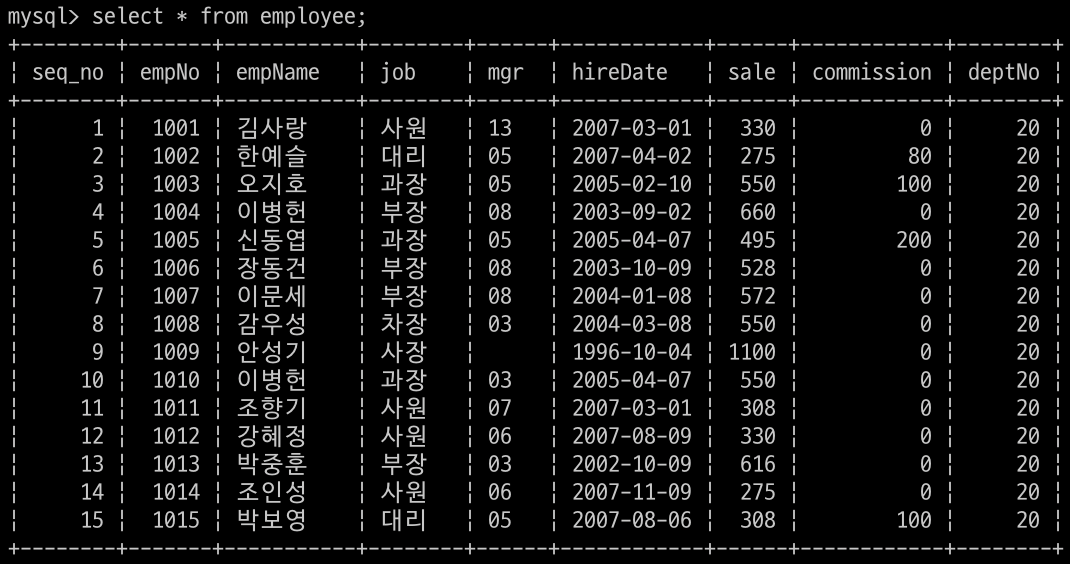 mysql> select * from employee;
+--------+-------+-----------+--------+------+------------+------+------------+--------+
¦ seq_no ¦ empNo ¦ empName ¦ job ¦ mgr ¦ hireDate ¦ sale ¦ commission ¦ deptNo ¦
+--------+-------+-----------+--------+------+------------+------+------------+--------+
¦ 1 ¦ 1001 ¦ 김사랑 ¦ 사원 ¦ 13 ¦ 2007-03-01 ¦ 330 ¦ 0 ¦ 20 ¦
¦ 2 ¦ 1002 ¦ 한예슬 ¦ 대리 ¦ 05 ¦ 2007-04-02 ¦ 275 ¦ 80 ¦ 20 ¦
¦ 3 ¦ 1003 ¦ 오지호 ¦ 과장 ¦ 05 ¦ 2005-02-10 ¦ 550 ¦ 100 ¦ 20 ¦
¦ 4 ¦ 1004 ¦ 이병헌 ¦ 부장 ¦ 08 ¦ 2003-09-02 ¦ 660 ¦ 0 ¦ 20 ¦
¦ 5 ¦ 1005 ¦ 신동엽 ¦ 과장 ¦ 05 ¦ 2005-04-07 ¦ 495 ¦ 200 ¦ 20 ¦
¦ 6 ¦ 1006 ¦ 장동건 ¦ 부장 ¦ 08 ¦ 2003-10-09 ¦ 528 ¦ 0 ¦ 20 ¦
¦ 7 ¦ 1007 ¦ 이문세 ¦ 부장 ¦ 08 ¦ 2004-01-08 ¦ 572 ¦ 0 ¦ 20 ¦
¦ 8 ¦ 1008 ¦ 감우성 ¦ 차장 ¦ 03 ¦ 2004-03-08 ¦ 550 ¦ 0 ¦ 20 ¦
¦ 9 ¦ 1009 ¦ 안성기 ¦ 사장 ¦ ¦ 1996-10-04 ¦ 1100 ¦ 0 ¦ 20 ¦
¦ 10 ¦ 1010 ¦ 이병헌 ¦ 과장 ¦ 03 ¦ 2005-04-07 ¦ 550 ¦ 0 ¦ 20 ¦
¦ 11 ¦ 1011 ¦ 조향기 ¦ 사원 ¦ 07 ¦ 2007-03-01 ¦ 308 ¦ 0 ¦ 20 ¦
¦ 12 ¦ 1012 ¦ 강혜정 ¦ 사원 ¦ 06 ¦ 2007-08-09 ¦ 330 ¦ 0 ¦ 20 ¦
¦ 13 ¦ 1013 ¦ 박중훈 ¦ 부장 ¦ 03 ¦ 2002-10-09 ¦ 616 ¦ 0 ¦ 20 ¦
¦ 14 ¦ 1014 ¦ 조인성 ¦ 사원 ¦ 06 ¦ 2007-11-09 ¦ 275 ¦ 0 ¦ 20 ¦
¦ 15 ¦ 1015 ¦ 박보영 ¦ 대리 ¦ 05 ¦ 2007-08-06 ¦ 308 ¦ 100 ¦ 20 ¦
+--------+-------+-----------+--------+------+------------+------+------------+--------+